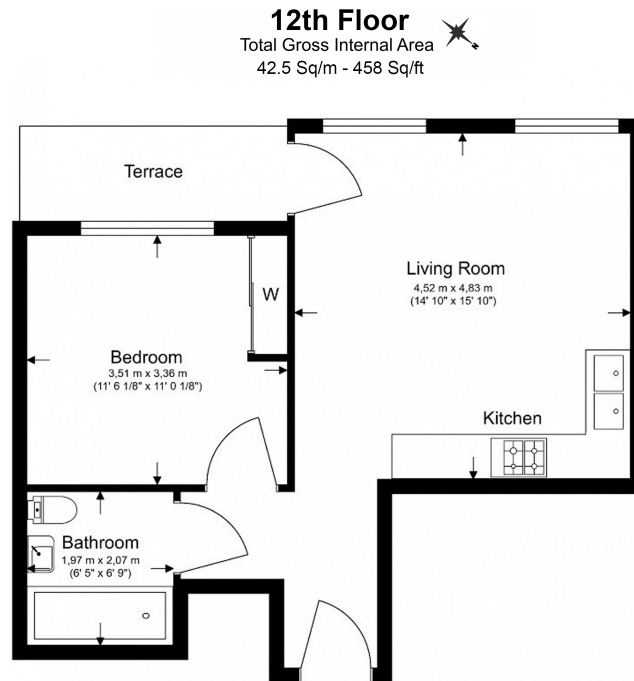 12th Floor
Total Gross Internal Area
42.5 Sq/m - 458 Sq/ft
N
Terrace
Living Room
4,52 m x 4,83 m
(14' 10" x 15' 10")
W
Bedroom
3,51 m x 3,36 m
(11' 6 1/8" x 11' 0 1/8")
Kitchen
Bathroom
1,97 m x 2,07 m
(6' 5" x 6' 9")